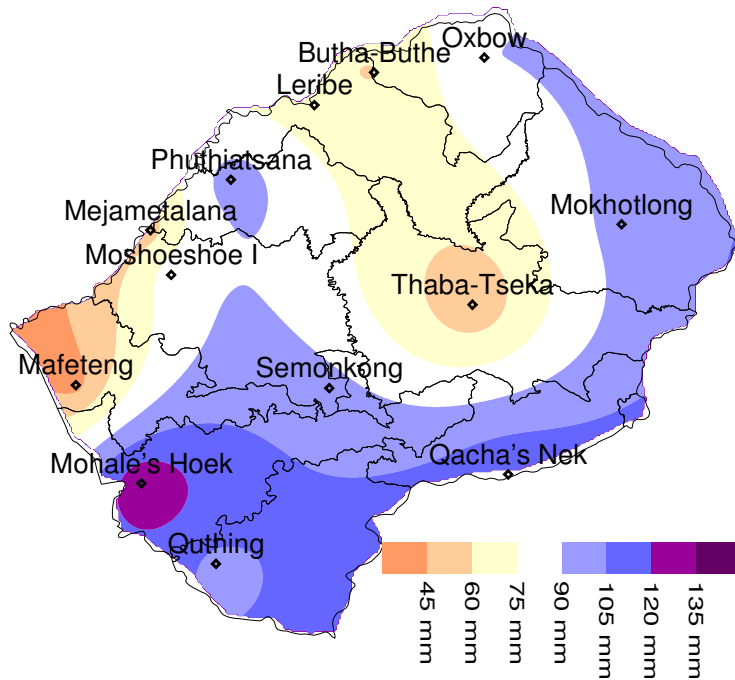 Oxbow
Butha-Buthe
Leribe
Phuthiatsana
Mejametalana
Mokhotlong
Moshoeshoe I
Thaba-Tseka
Mafeteng
Semonkong
Mohale's Hoek
Qacha's Nek
Quthing
45 mm
60 mm
75 mm
90 mm
105 mm
120 mm
135 mm